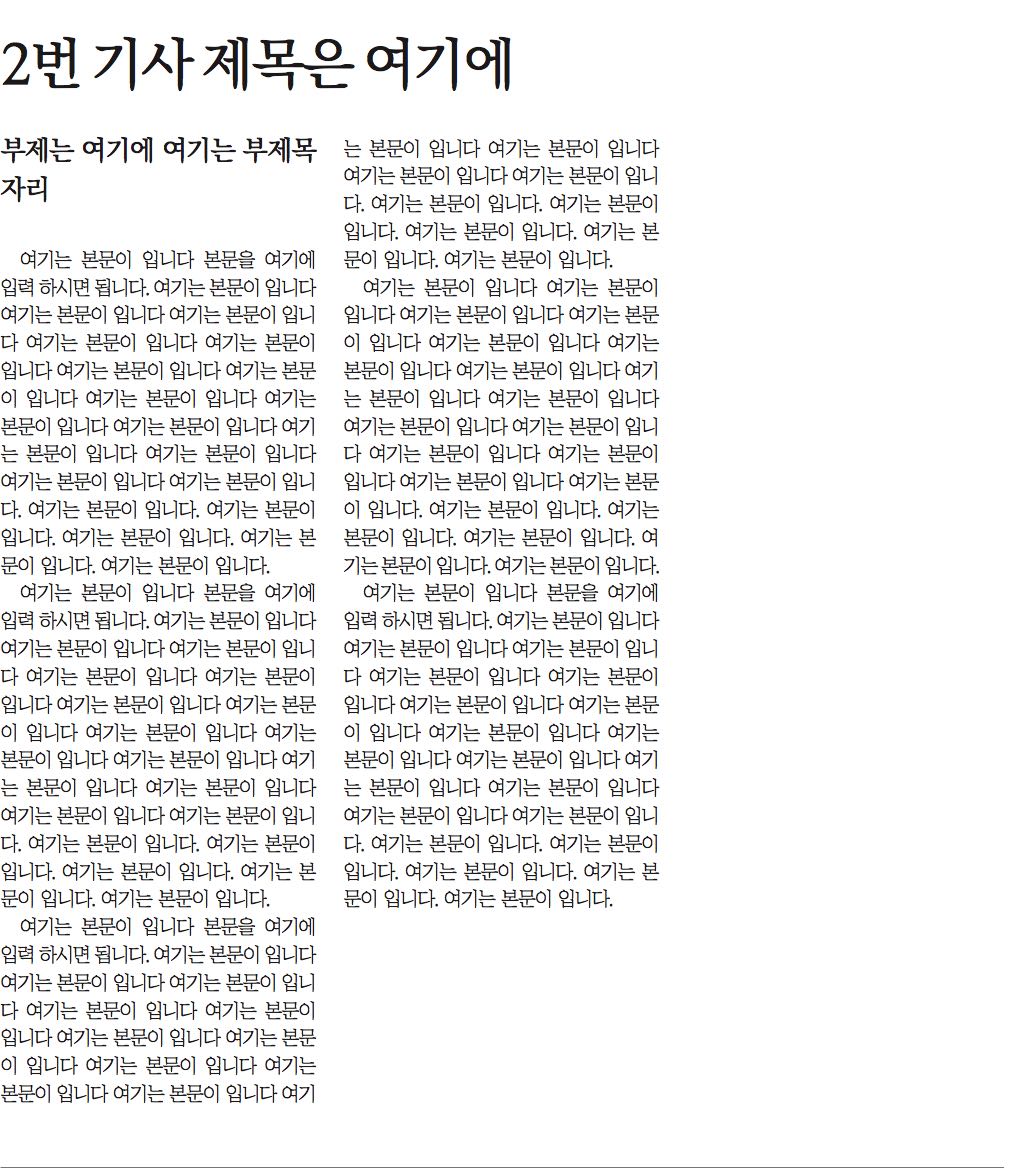 2번 기사 제목은 여기에
부제는 여기에 여기는 부제목
자리
여기는 본문이 입니다 본문을 여기에
입력 하시면 됩니다. 여기는 본문이 입니다
여기는 본문이 입니다 여기는 본문이 입니
다 여기는 본문이 입니다 여기는 본문이
입니다 여기는 본문이 입니다 여기는 본문
이 입니다 여기는 본문이 입니다 여기는
본문이 입니다 여기는 본문이 입니다 여기
는 본문이 입니다 여기는 본문이 입니다
여기는 본문이 입니다 여기는 본문이 입니
다. 여기는 본문이 입니다. 여기는 본문이
입니다. 여기는 본문이 입니다. 여기는 본
문이 입니다. 여기는 본문이 입니다.
여기는 본문이 입니다 본문을 여기에
입력 하시면 됩니다. 여기는 본문이 입니다
여기는 본문이 입니다 여기는 본문이 입니
다 여기는 본문이 입니다 여기는 본문이
입니다 여기는 본문이 입니다 여기는 본문
이 입니다 여기는 본문이 입니다 여기는
본문이 입니다 여기는 본문이 입니다 여기
는 본문이 입니다 여기는 본문이 입니다
여기는 본문이 입니다 여기는 본문이 입니
다. 여기는 본문이 입니다. 여기는 본문이
입니다. 여기는 본문이 입니다. 여기는 본
문이 입니다. 여기는 본문이 입니다.
여기는 본문이 입니다 본문을 여기에
입력 하시면 됩니다. 여기는 본문이 입니다
여기는 본문이 입니다 여기는 본문이 입니
다 여기는 본문이 입니다 여기는 본문이
입니다 여기는 본문이 입니다 여기는 본문
이 입니다 여기는 본문이 입니다 여기는
본문이 입니다 여기는 본문이 입니다 여기
는 본문이 입니다 여기는 본문이 입니다
여기는 본문이 입니다 여기는 본문이 입니
다. 여기는 본문이 입니다. 여기는 본문이
입니다. 여기는 본문이 입니다. 여기는 본
문이 입니다. 여기는 본문이 입니다.
여기는 본문이 입니다 여기는 본문이
입니다 여기는 본문이 입니다 여기는 본문
이 입니다 여기는 본문이 입니다 여기는
본문이 입니다 여기는 본문이 입니다 여기
는 본문이 입니다 여기는 본문이 입니다
여기는 본문이 입니다 여기는 본문이 입니
다 여기는 본문이 입니다 여기는 본문이
입니다 여기는 본문이 입니다 여기는 본문
이 입니다. 여기는 본문이 입니다. 여기는
본문이 입니다. 여기는 본문이 입니다. 여
기는 본문이 입니다. 여기는 본문이 입니다.
여기는 본문이 입니다 본문을 여기에
입력 하시면 됩니다. 여기는 본문이 입니다
여기는 본문이 입니다 여기는 본문이 입니
다 여기는 본문이 입니다 여기는 본문이
입니다 여기는 본문이 입니다 여기는 본문
이 입니다 여기는 본문이 입니다 여기는
본문이 입니다 여기는 본문이 입니다 여기
는 본문이 입니다 여기는 본문이 입니다
여기는 본문이 입니다 여기는 본문이 입니
다. 여기는 본문이 입니다. 여기는 본문이
입니다. 여기는 본문이 입니다. 여기는 본
문이 입니다. 여기는 본문이 입니다.